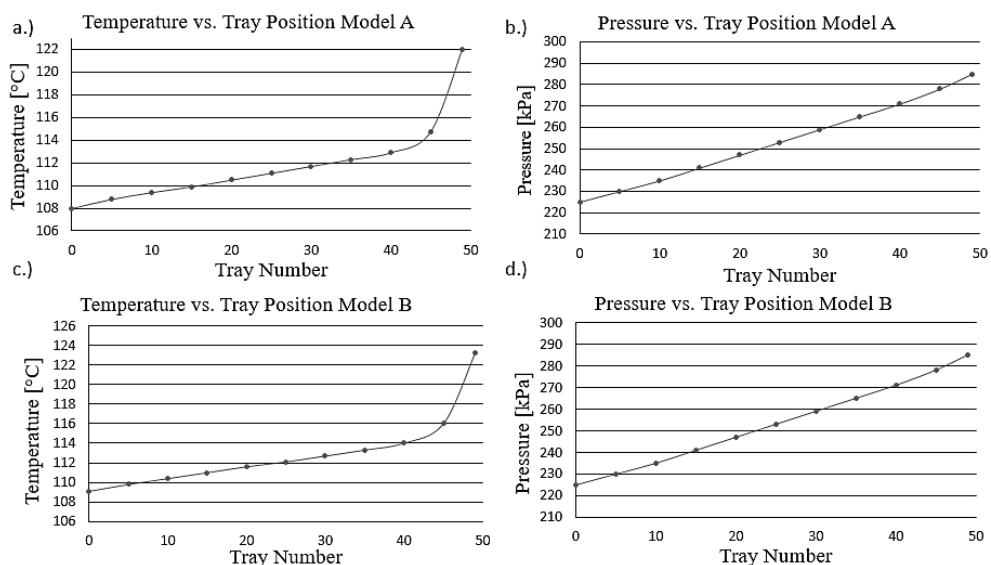 a.)
Temperature vs. Tray Position Model A
Temperature [°C]
122
120
118
116
114
112
110
108
106
0 10 20 30 40 50
Tray Number
b.)
Pressure vs. Tray Position Model A
Pressure [kPa]
300
290
280
270
260
250
240
230
220
210
0 10 20 30 40 50
Tray Number
c.)
Temperature vs. Tray Position Model B
Temperature [°C]
126
124
122
120
118
116
114
112
110
108
106
0 10 20 30 40 50
Tray Number
d.)
Pressure vs. Tray Position Model B
Pressure [kPa]
300
290
280
270
260
250
240
230
220
210
0 10 20 30 40 50
Tray Number